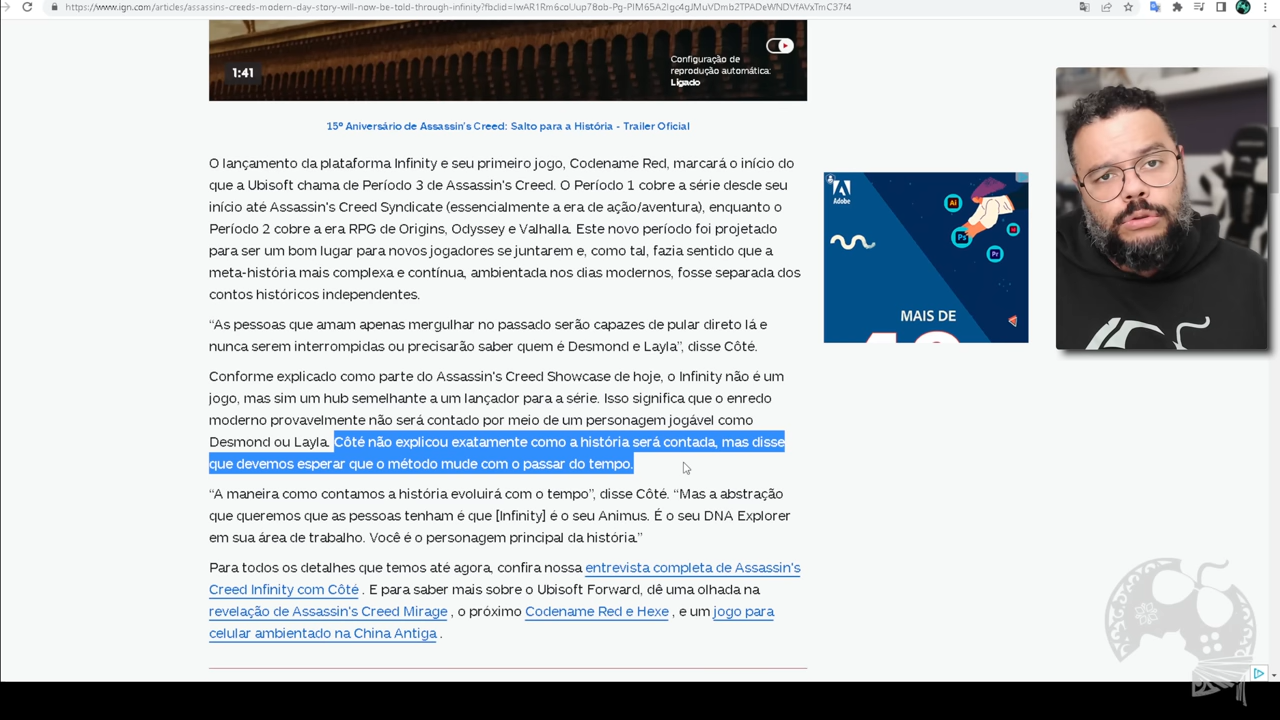 https://www.ign.com/articles/assassins-creeds-modern-day-story-will-now-be-told-through-infinity?fbclid=IwAR1Rm6coUup78ob-Pg-PIM65A2Igc4gJMuVDmb2TPADeWNDVfAVxTmC37f4
1:41
Configuração de
reprodução automática:
Ligado
15º Aniversário de Assassin's Creed: Salto para a História - Trailer Oficial
O lançamento da plataforma Infinity e seu primeiro jogo, Codename Red, marcará o início do
que a Ubisoft chama de Período 3 de Assassin's Creed. O Período 1 cobre a série desde seu
início até Assassin's Creed Syndicate (essencialmente a era de ação/aventura), enquanto o
Período 2 cobre a era RPG de Origins, Odyssey e Valhalla. Este novo período foi projetado
para ser um bom lugar para novos jogadores se juntarem e, como tal, fazia sentido que a
meta-história mais complexa e contínua, ambientada nos dias modernos, fosse separada dos
contos históricos independentes.
“As pessoas que amam apenas mergulhar no passado serão capazes de pular direto lá e
nunca serem interrompidas ou precisarão saber quem é Desmond e Layla”, disse Côté.
Conforme explicado como parte do Assassin's Creed Showcase de hoje, o Infinity não é um
jogo, mas sim um hub semelhante a um lançador para a série. Isso significa que o enredo
moderno provavelmente não será contado por meio de um personagem jogável como
Desmond ou Layla. Côté não explicou exatamente como a história será contada, mas disse
que devemos esperar que o método mude com o passar do tempo.
“A maneira como contamos a história evoluirá com o tempo”, disse Côté. “Mas a abstração
que queremos que as pessoas tenham é que [Infinity] é o seu Animus. É o seu DNA Explorer
em sua área de trabalho. Você é o personagem principal da história.”
Para todos os detalhes que temos até agora, confira nossa entrevista completa de Assassin's
Creed Infinity com Côté . E para saber mais sobre o Ubisoft Forward, dê uma olhada na
revelação de Assassin's Creed Mirage , o próximo Codename Red e Hexe , e um jogo para
celular ambientado na China Antiga .
Adobe
Ai
Ps
Pr
MAIS DE